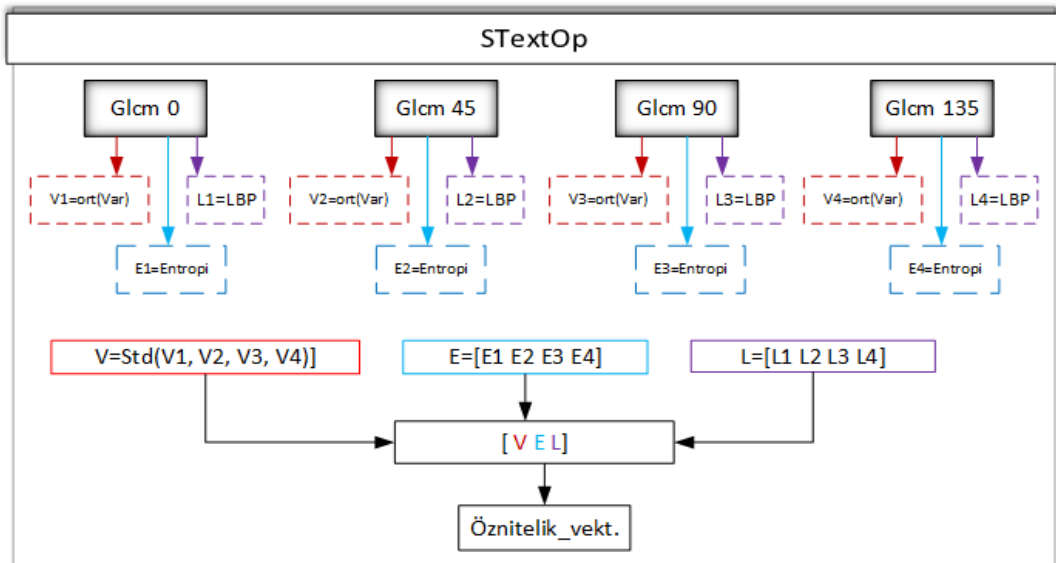 STextOp
Glcm 0
Glcm 45
Glcm 90
Glcm 135
V1=ort(Var)
L1=LBP
V2=ort(Var)
L2=LBP
V3=ort(Var)
L3=LBP
V4=ort(Var)
L4=LBP
E1=Entropi
E2=Entropi
E3=Entropi
E4=Entropi
V=Std(V1, V2, V3, V4)]
E=[E1 E2 E3 E4]
L=[L1 L2 L3 L4]
[ V E L]
Öznitelik_vekt.